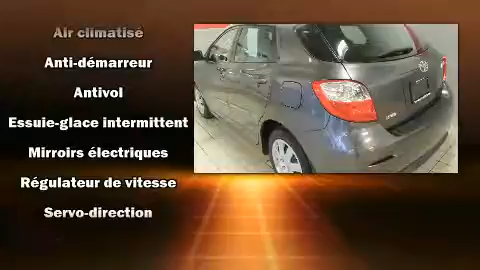 Air climatisé
Anti-démarreur
Antivol
Essuie-glace intermittent
Mirroirs électriques
Régulateur de vitesse
Servo-direction